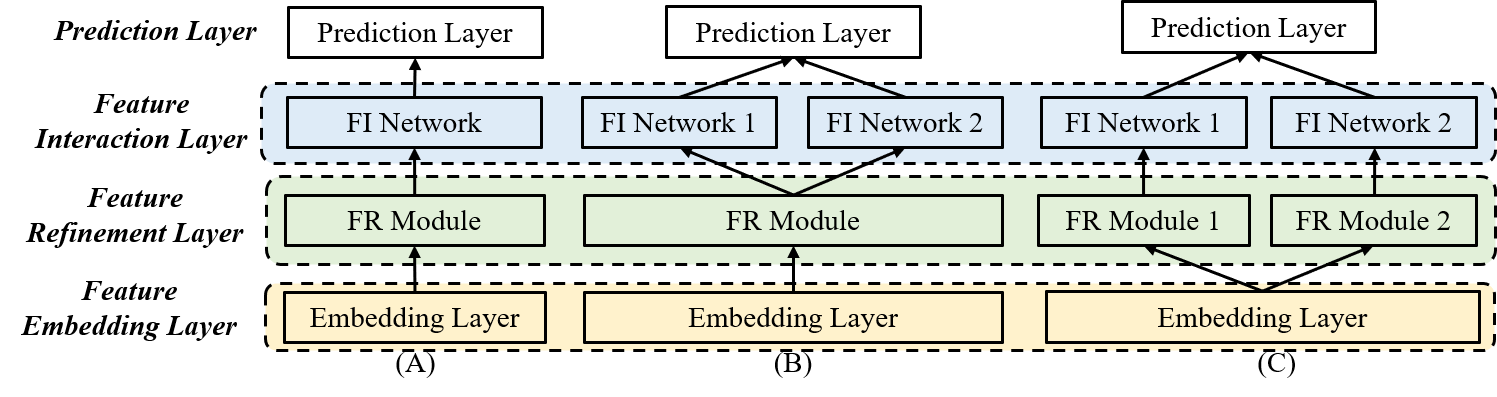 Prediction Layer
Prediction Layer
Prediction Layer
Prediction Layer
Feature
Interaction Layer
FI Network
FI Network 1
FI Network 2
FI Network 1
FI Network 2
Feature
Refinement Layer
FR Module
FR Module
FR Module 1
FR Module 2
Feature
Embedding Layer
Embedding Layer
Embedding Layer
Embedding Layer
(A)
(B)
(C)